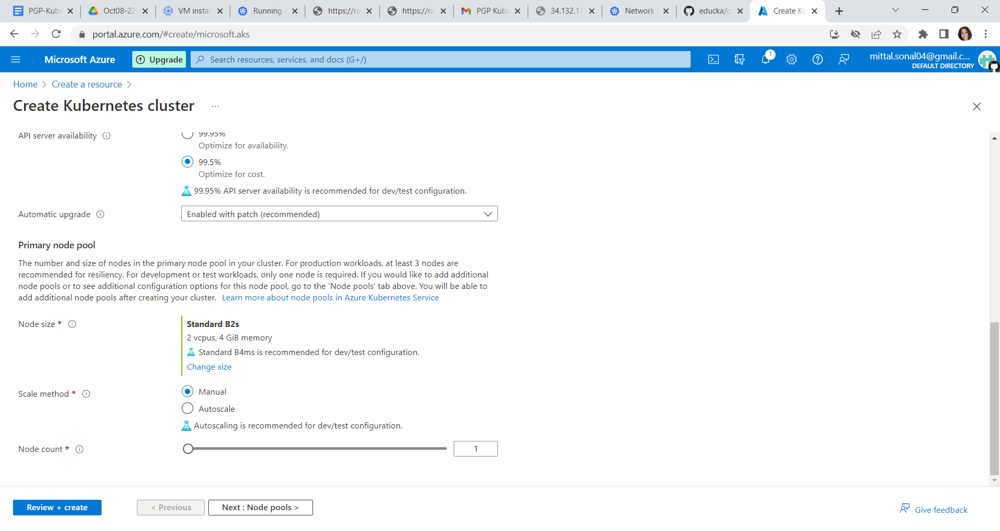 PGP-Kube
Oct08-22
VM instan
Running A
https://ra
https://ra
PGP Kube
34.132.17
Network
educka/c
Create Ku
portal.azure.com/#create/microsoft.aks
Microsoft Azure
Upgrade
Search resources, services, and docs (G+/)
1
mittal.sonal04@gmail.c...
DEFAULT DIRECTORY
Home > Create a resource >
Create Kubernetes cluster ...
API server availability
99.95%
Optimize for availability.
99.5%
Optimize for cost.
99.95% API server availability is recommended for dev/test configuration.
Automatic upgrade
Enabled with patch (recommended)
Primary node pool
The number and size of nodes in the primary node pool in your cluster. For production workloads, at least 3 nodes are
recommended for resiliency. For development or test workloads, only one node is required. If you would like to add additional
node pools or to see additional configuration options for this node pool, go to the 'Node pools' tab above. You will be able to
add additional node pools after creating your cluster. Learn more about node pools in Azure Kubernetes Service
Node size *
Standard B2s
2 vcpus, 4 GiB memory
Standard B4ms is recommended for dev/test configuration.
Change size
Scale method *
Manual
Autoscale
Autoscaling is recommended for dev/test configuration.
Node count *
1
Review + create
< Previous
Next : Node pools >
Give feedback